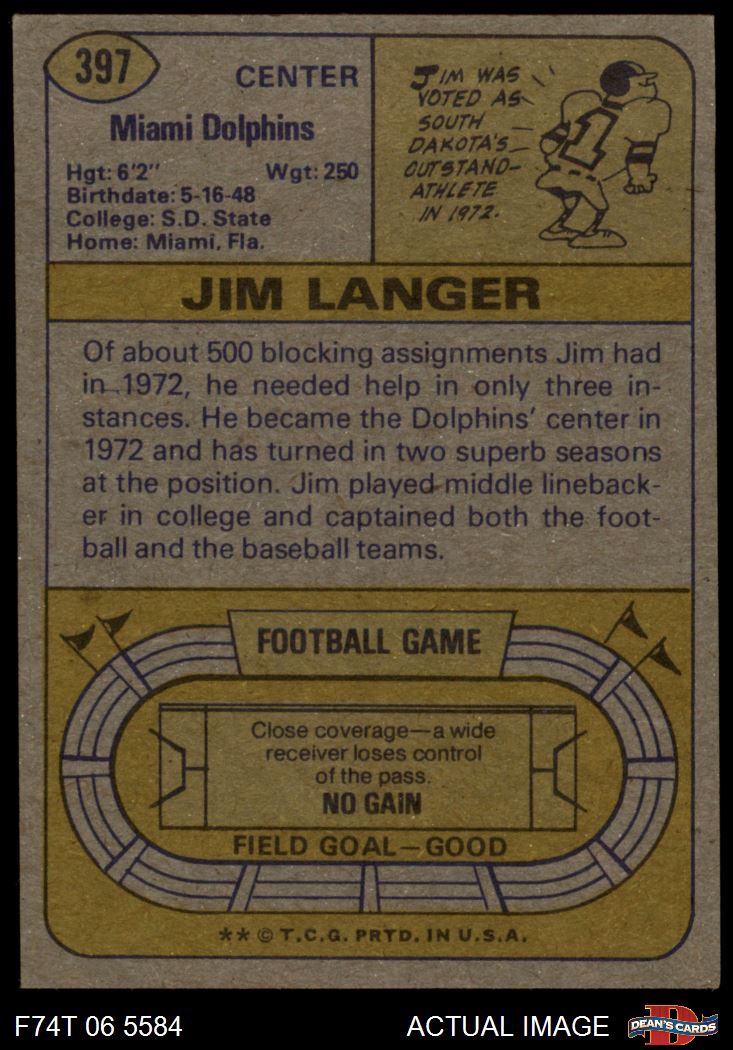 397
CENTER
Miami Dolphins
Hgt: 6'2" Wgt: 250
Birthdate: 5-16-48
College: S.D. State
Home: Miami, Fla.
JIM WAS
VOTED AS
SOUTH
DAKOTA'S
OUTSTAND-
ATHLETE
IN 1972.
1
JIM LANGER
Of about 500 blocking assignments Jim had
in 1972, he needed help in only three in-
stances. He became the Dolphins' center in
1972 and has turned in two superb seasons
at the position. Jim played middle lineback-
er in college and captained both the foot-
ball and the baseball teams.
FOOTBALL GAME
Close coverage—a wide
receiver loses control
of the pass.
NO GAIN
FIELD GOAL—GOOD
** © T.C.G. PRTD. IN U.S.A.
F74T 06 5584
ACTUAL IMAGE
D
DEAN'S CARDS